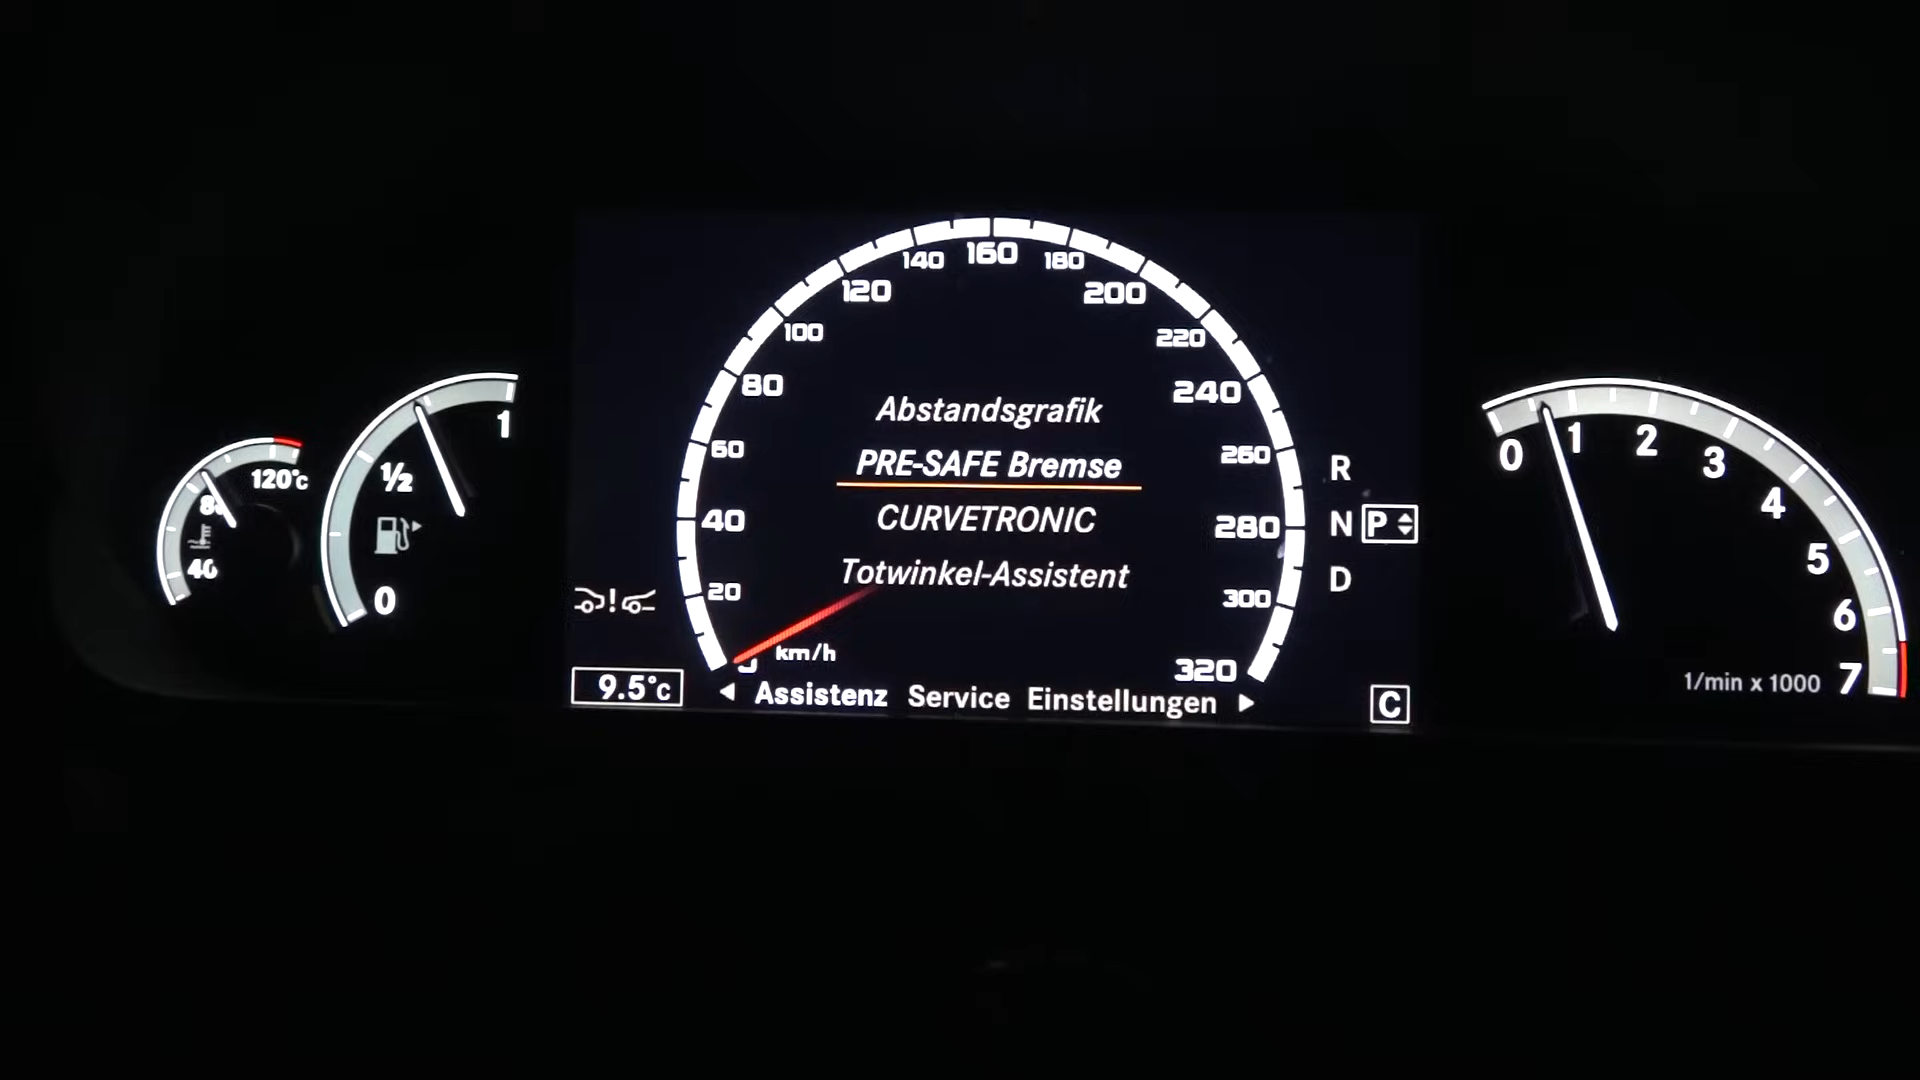 120°c
80
40
1
½
0
0
20
40
60
80
100
120
140
160
180
200
220
240
260
280
300
320
km/h
Abstandsgrafik
PRE-SAFE Bremse
CURVETRONIC
Totwinkel-Assistent
9.5°c
Assistenz Service Einstellungen
R
N P
D
C
0
1
2
3
4
5
6
7
1/min x 1000